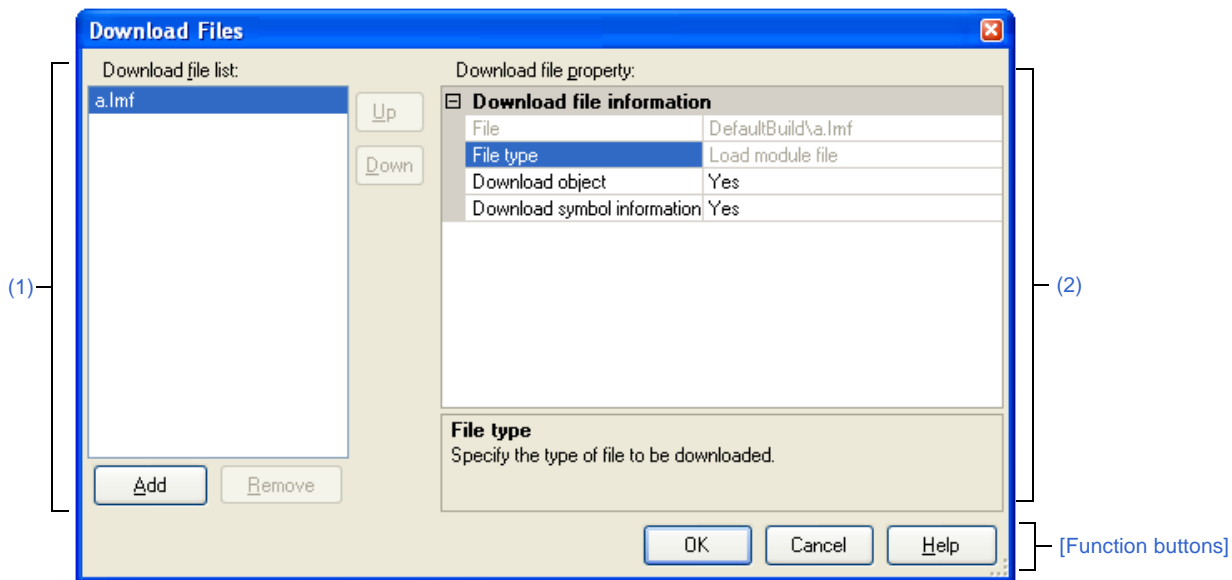 Download Files
Download file list:
a.lmf
Up
Down
Add
Remove
Download file property:
Download file information
File DefaultBuild\a.lmf
File type Load module file
Download object Yes
Download symbol information Yes
File type
Specify the type of file to be downloaded.
OK Cancel Help
(1)
(2)
[Function buttons]